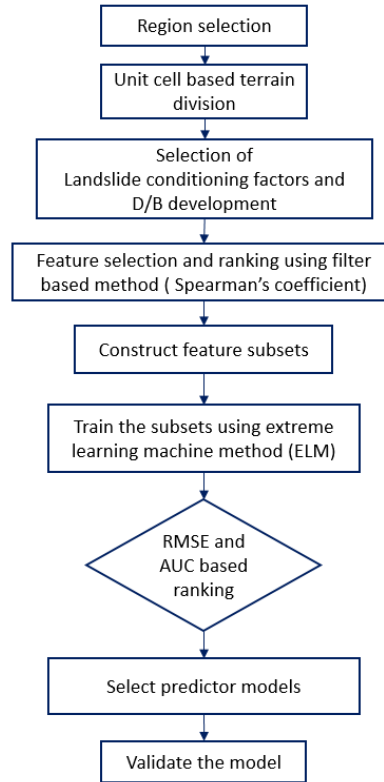 Region selection
Unit cell based terrain
division
Selection of
Landslide conditioning factors and
D/B development
Feature selection and ranking using filter
based method ( Spearman's coefficient)
Construct feature subsets
Train the subsets using extreme
learning machine method (ELM)
RMSE and
AUC based
ranking
Select predictor models
Validate the model